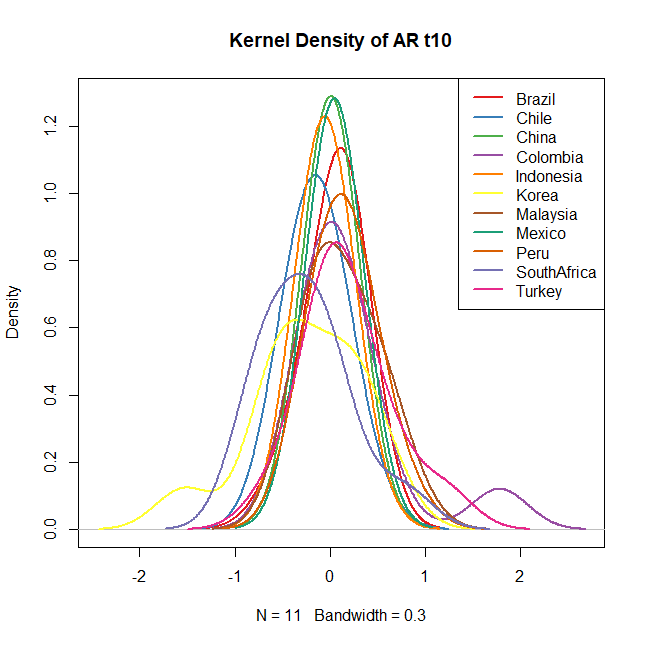 Kernel Density of AR t10
Brazil
Chile
China
Colombia
Indonesia
Korea
Malaysia
Mexico
Peru
SouthAfrica
Turkey
Density
1.2
1.0
0.8
0.6
0.4
0.2
0.0
-2 -1 0 1 2
N = 11 Bandwidth = 0.3